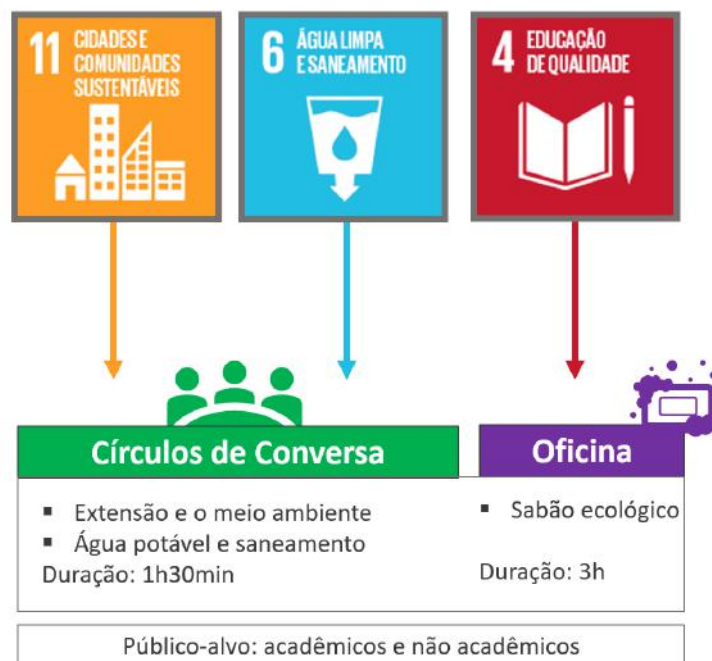 11 CIDADES E
COMUNIDADES
SUSTENTÁVEIS
6 ÁGUA LIMPA
E SANEAMENTO
4 EDUCAÇÃO
DE QUALIDADE
Círculos de Conversa
▪ Extensão e o meio ambiente
▪ Água potável e saneamento
Duração: 1h30min
Oficina
▪ Sabão ecológico
Duração: 3h
Público-alvo: acadêmicos e não acadêmicos